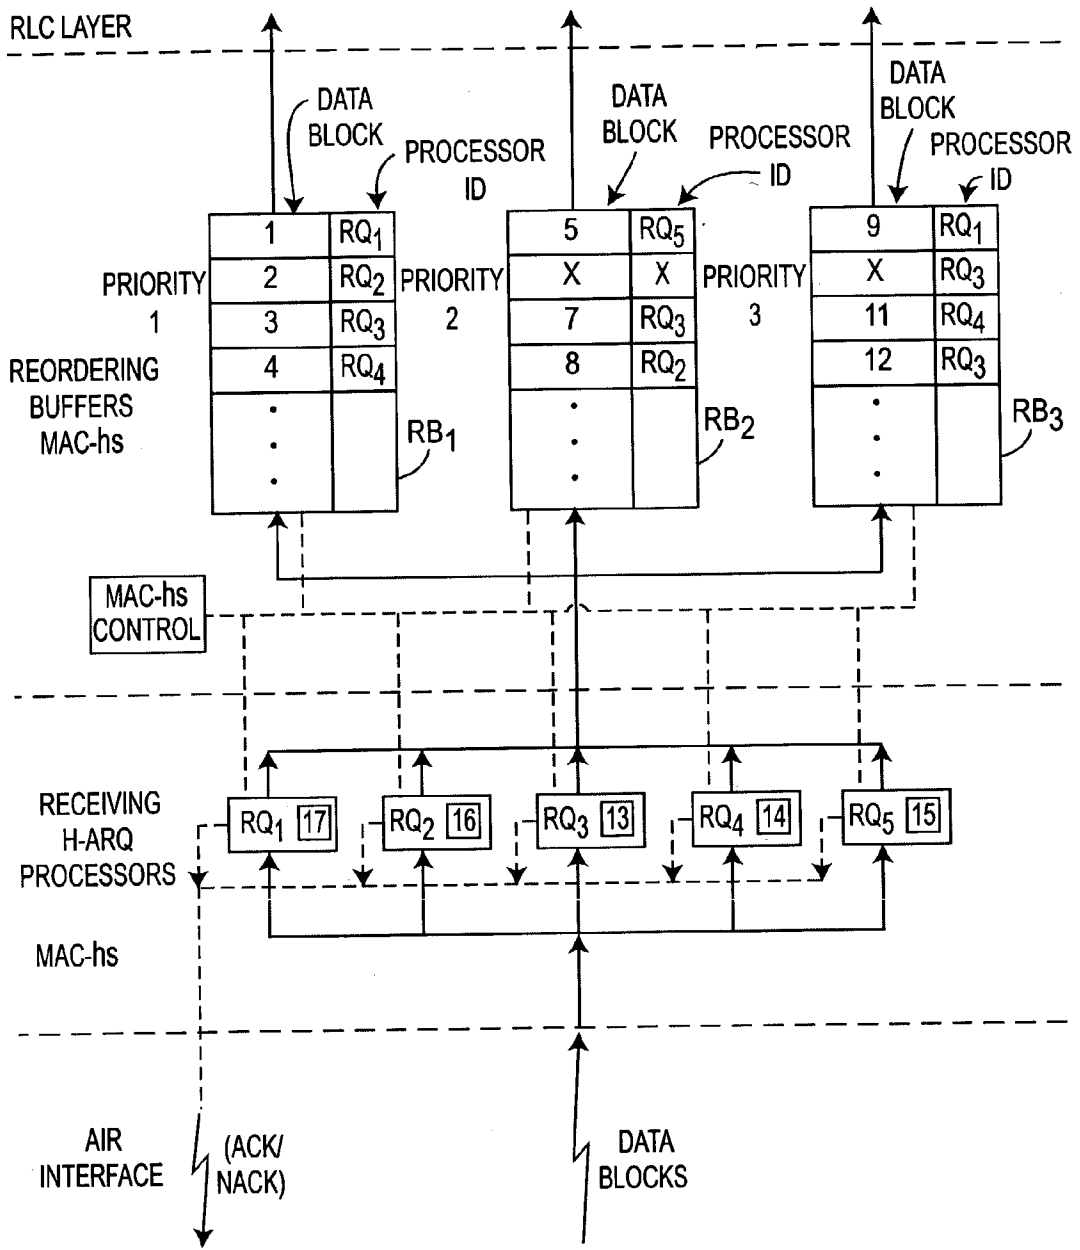 RLC LAYER
DATA
BLOCK
PROCESSOR
ID
DATA
BLOCK
PROCESSOR
ID
DATA
BLOCK
PROCESSOR
ID
PRIORITY
1
1 RQ1
2 RQ2
3 RQ3
4 RQ4
RB1
PRIORITY
2
5 RQ5
X X
7 RQ3
8 RQ2
RB2
PRIORITY
3
9 RQ1
X RQ3
11 RQ4
12 RQ3
RB3
REORDERING
BUFFERS
MAC-hs
MAC-hs
CONTROL
RECEIVING
H-ARQ
PROCESSORS
RQ1 17
RQ2 16
RQ3 13
RQ4 14
RQ5 15
MAC-hs
AIR
INTERFACE
(ACK/
NACK)
DATA
BLOCKS